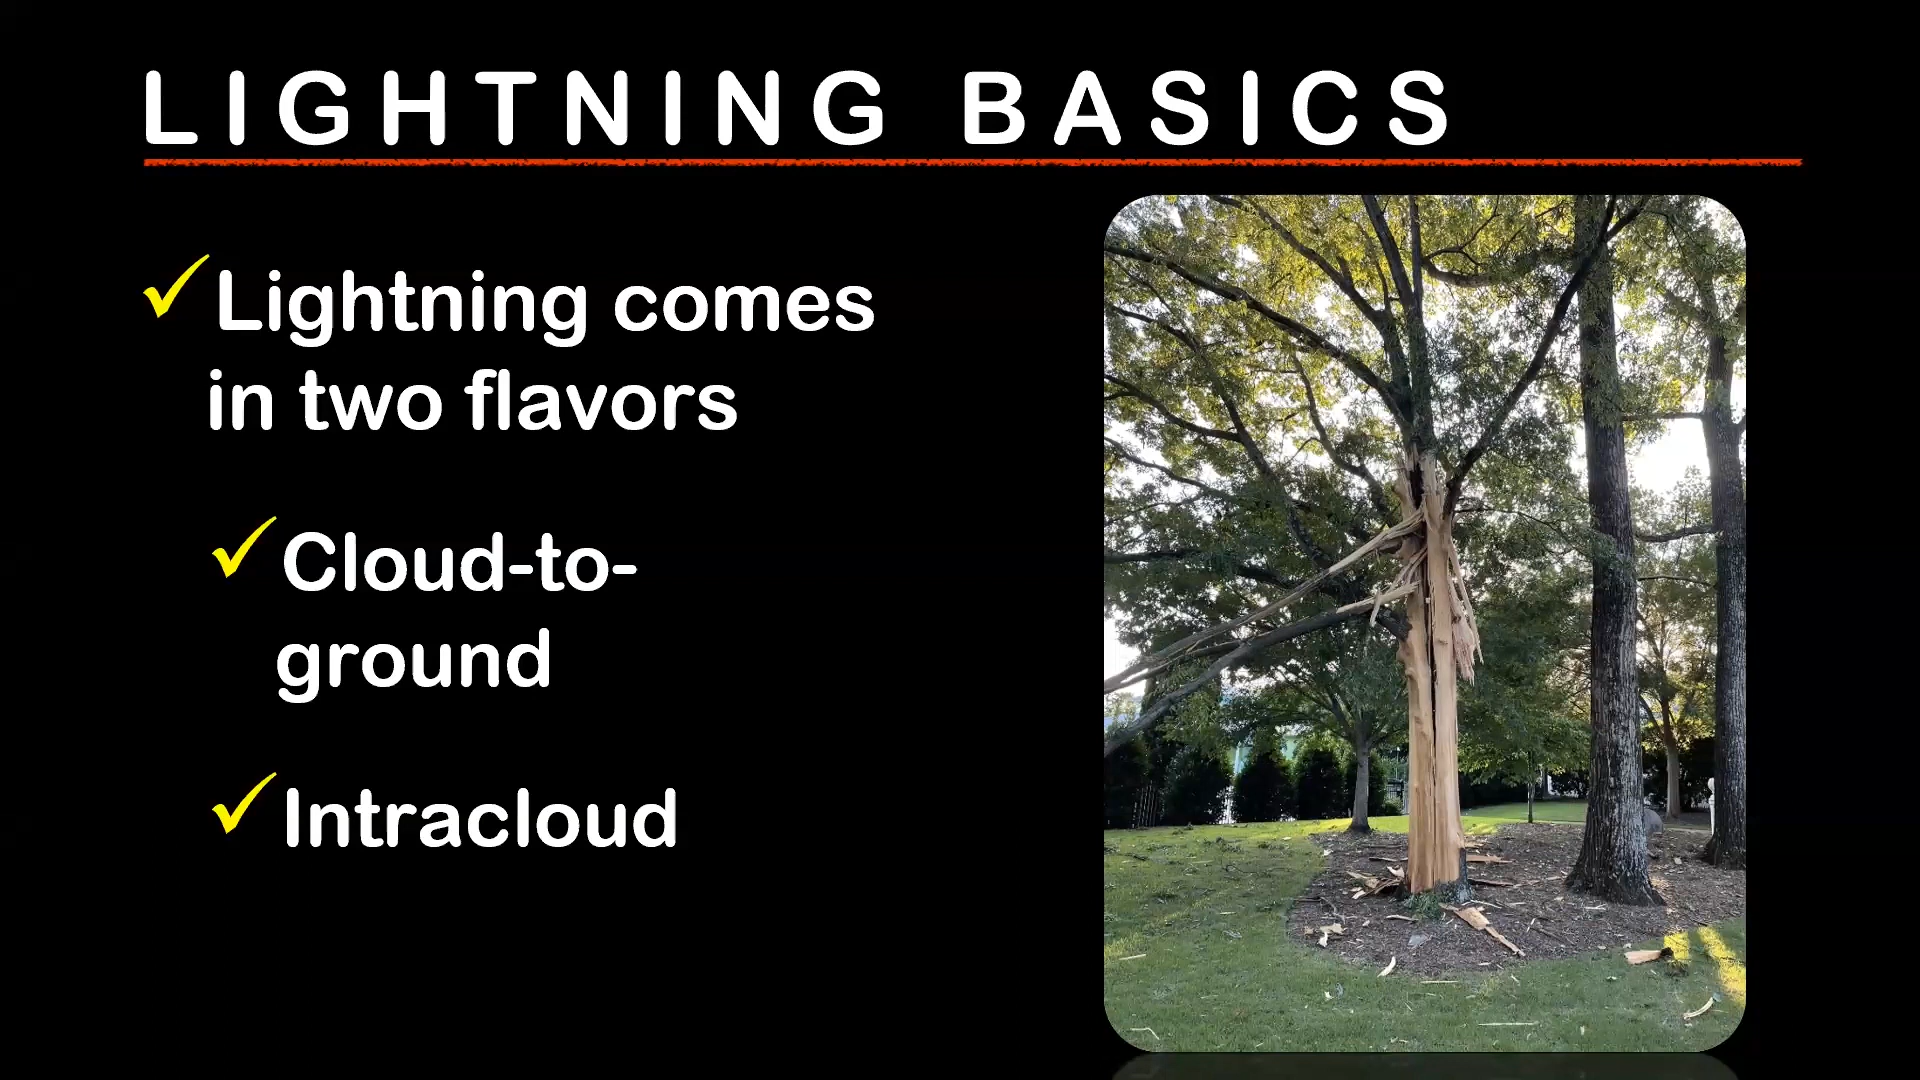 LIGHTNING BASICS
Lightning comes
in two flavors
Cloud-to-
ground
Intracloud